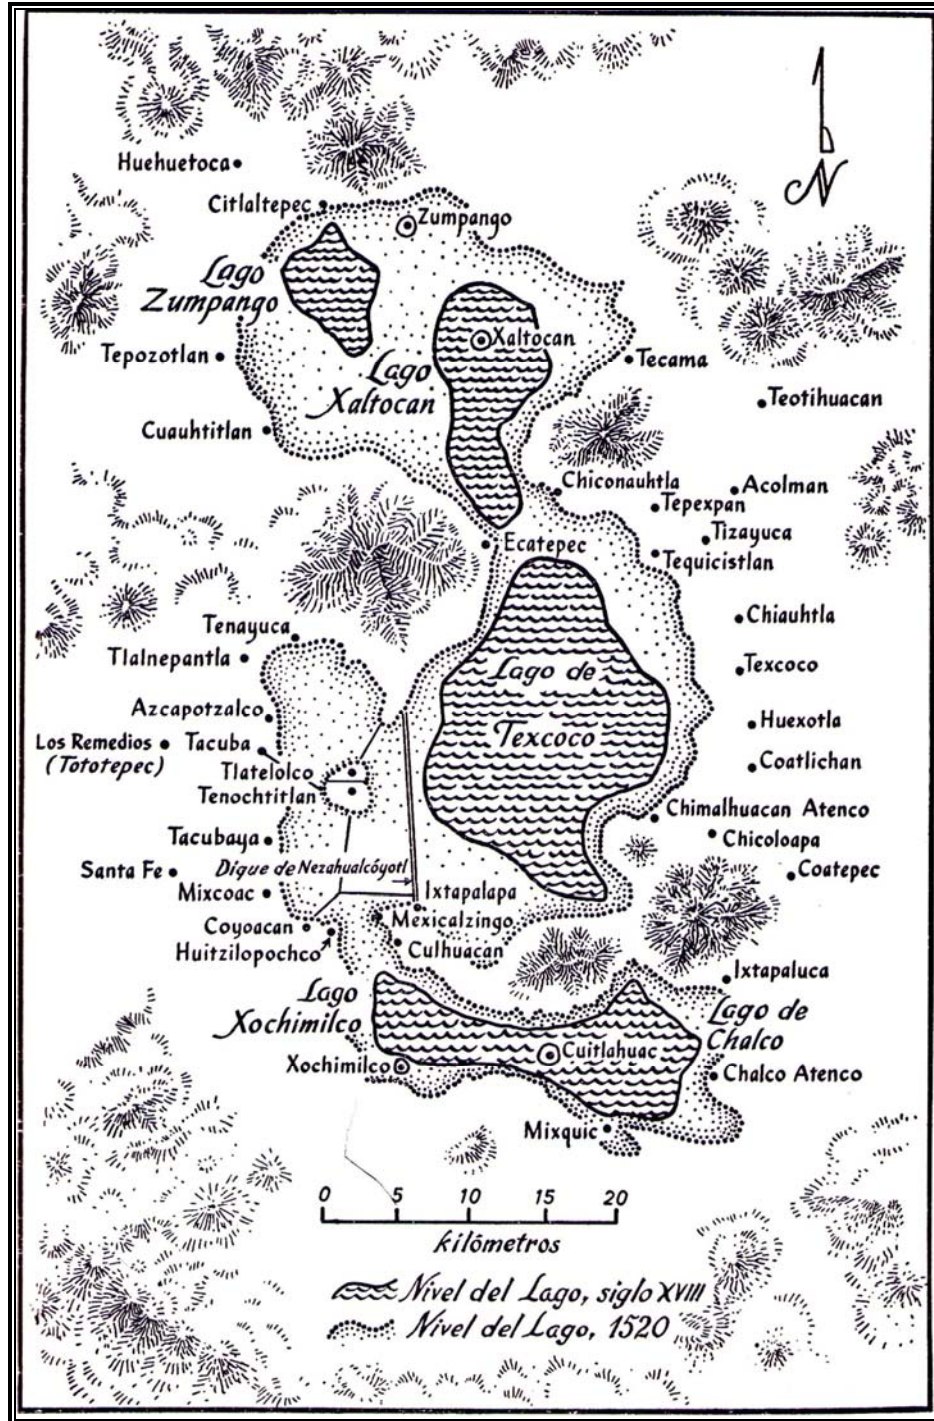 N
Huehuetoca
Citlaltepec
Zumpango
Lago
Zumpango
Xaltocan
Tepozotlan
Lago
Xaltocan
Tecama
Teotihuacan
Cuauhtitlan
Chiconauhtla
Acolman
Tepexpan
Tizayuca
Ecatepec
Tequicistlan
Chiauhtla
Tenayuca
Tlalnepantla
Lago de
Texcoco
Texcoco
Azcapotzalco
Huexotla
Los Remedios
(Tototepec)
Tacuba
Tlatelolco
Tenochtitlan
Coatlichan
Chimalhuacan Atenco
Chicoloapa
Tacubaya
Santa Fe
Dique de Nezahualcóyotl
Coatepec
Mixcoac
Ixtapalapa
Mexicalzingo
Coyoacan
Huitzilopochco
Culhuacan
Ixtapaluca
Lago
Xochimilco
Lago de
Chalco
Cuitlahuac
Xochimilco
Chalco Atenco
Mixquic
0 5 10 15 20
kilómetros
Nivel del Lago, siglo XVIII
Nivel del Lago, 1520